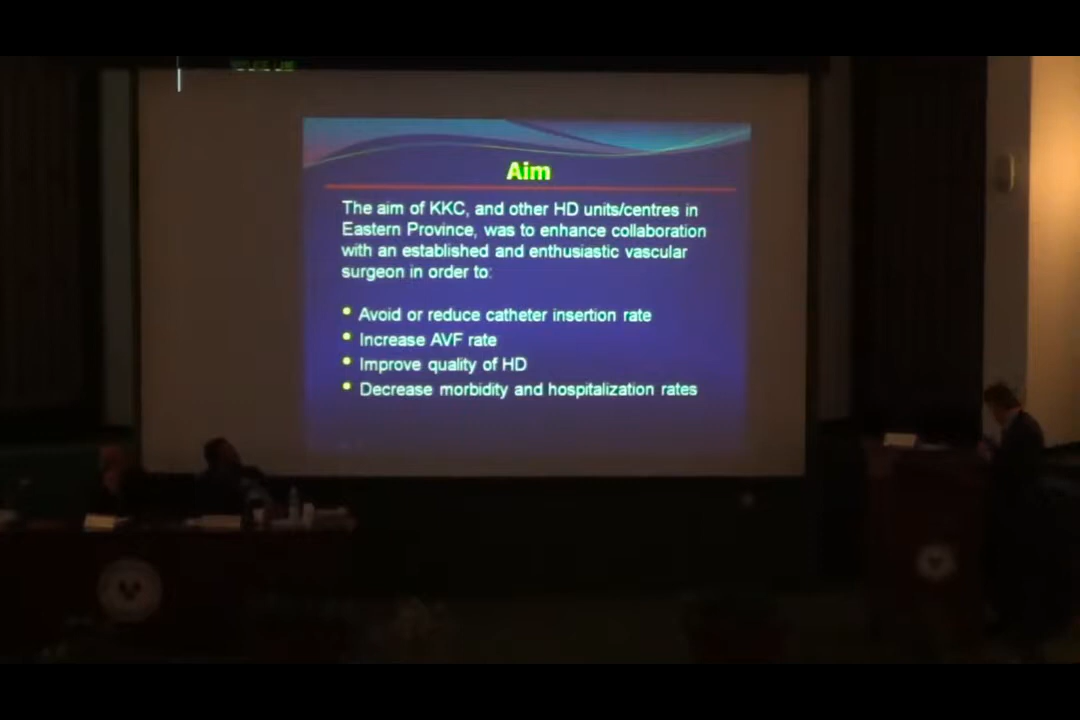 Aim
The aim of KKC, and other HD units/centres in
Eastern Province, was to enhance collaboration
with an established and enthusiastic vascular
surgeon in order to:
• Avoid or reduce catheter insertion rate
• Increase AVF rate
• Improve quality of HD
• Decrease morbidity and hospitalization rates